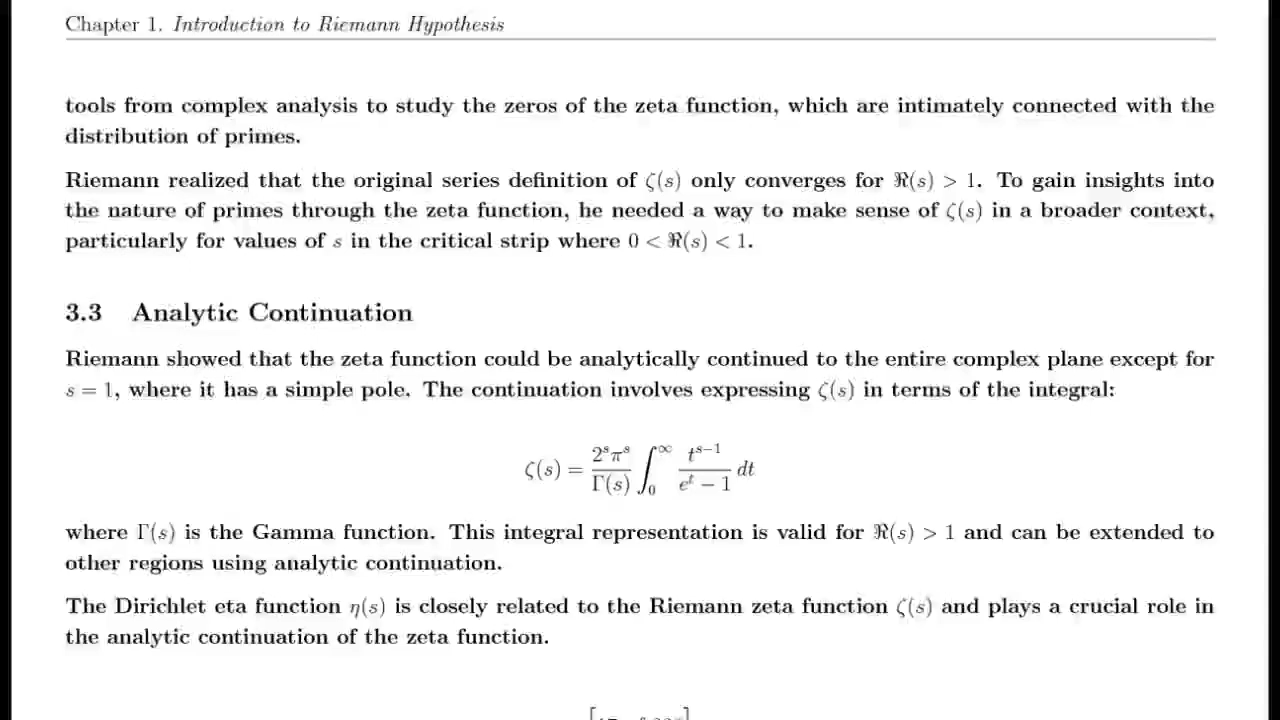 Chapter 1. Introduction to Riemann Hypothesis
tools from complex analysis to study the zeros of the zeta function, which are intimately connected with the
distribution of primes.
Riemann realized that the original series definition of ζ(s) only converges for ℜ(s) > 1. To gain insights into
the nature of primes through the zeta function, he needed a way to make sense of ζ(s) in a broader context,
particularly for values of s in the critical strip where 0 < ℜ(s) < 1.
3.3 Analytic Continuation
Riemann showed that the zeta function could be analytically continued to the entire complex plane except for
s = 1, where it has a simple pole. The continuation involves expressing ζ(s) in terms of the integral:
ζ(s) = \frac{2^s π^s}{Γ(s)} ∫_0^∞ \frac{t^{s−1}}{e^t − 1} dt
where Γ(s) is the Gamma function. This integral representation is valid for ℜ(s) > 1 and can be extended to
other regions using analytic continuation.
The Dirichlet eta function η(s) is closely related to the Riemann zeta function ζ(s) and plays a crucial role in
the analytic continuation of the zeta function.